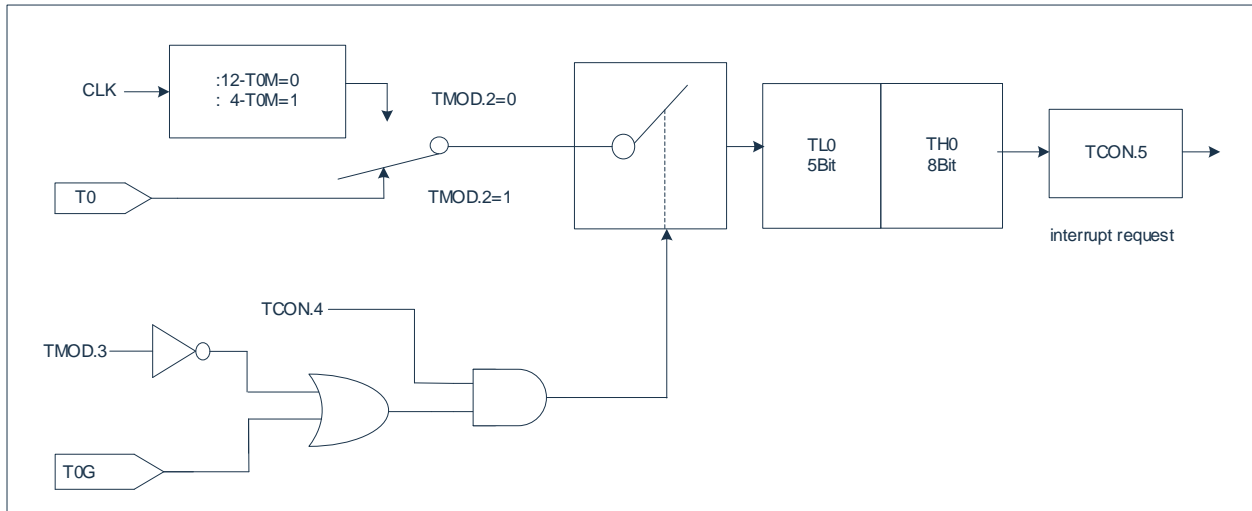 :12-T0M=0
: 4-T0M=1
CLK
TMOD.2=0
TMOD.2=1
T0
TL0
5Bit
TH0
8Bit
TCON.5
interrupt request
TCON.4
TMOD.3
T0G